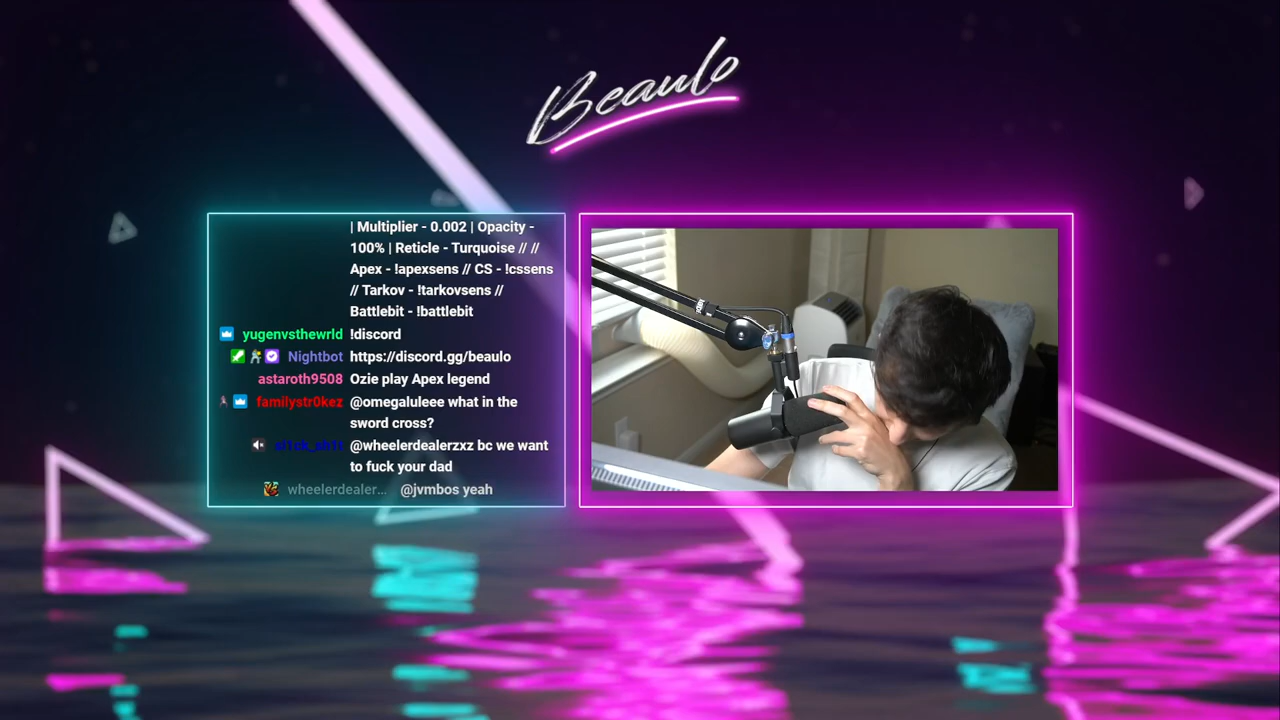 Beaulo
| Multiplier - 0.002 | Opacity -
100% | Reticle - Turquoise // //
Apex - !apexsens // CS - !cssens
// Tarkov - !tarkovsens //
Battlebit - !battlebit
yugenvsthewrld !discord
Nightbot https://discord.gg/beaulo
astaroth9508 Ozie play Apex legend
familystr0kez @omegaluleee what in the
sword cross?
@wheelerdealerzxz bc we want
to fuck your dad
wheelerdealer... @jvmbos yeah